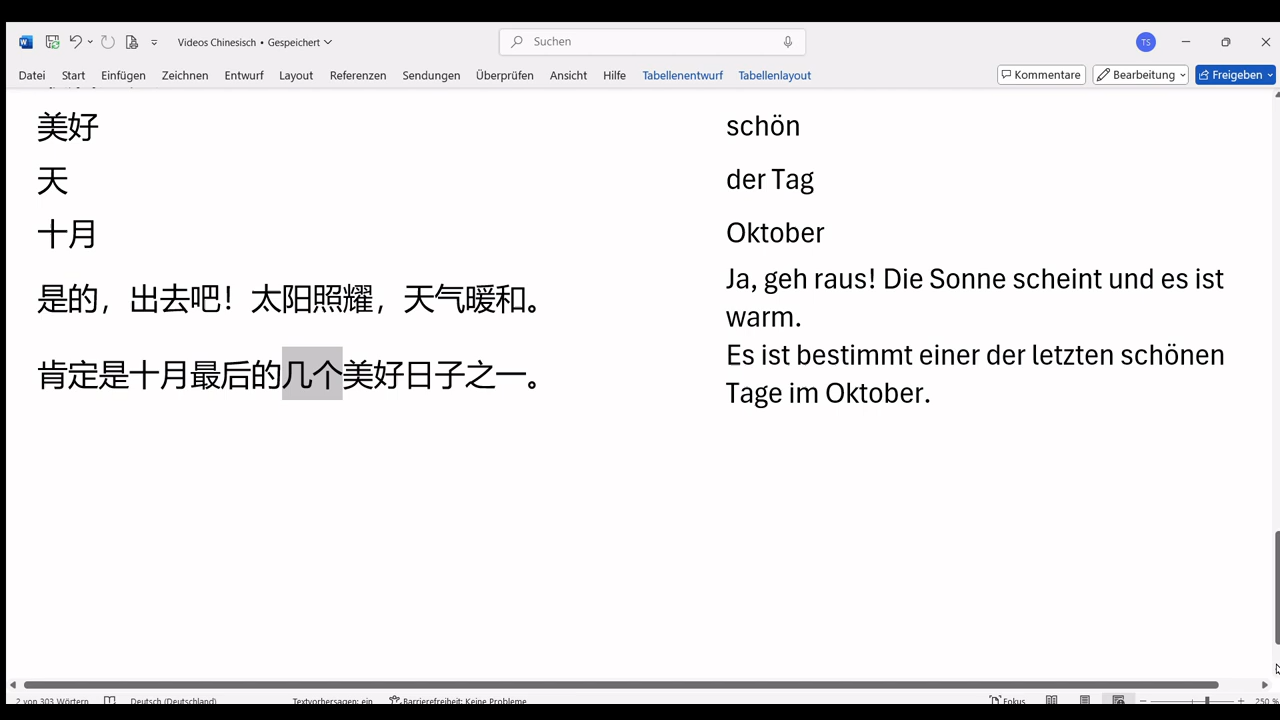 Videos Chinesisch • Gespeichert
Suchen
TS
Datei Start Einfügen Zeichnen Entwurf Layout Referenzen Sendungen Überprüfen Ansicht Hilfe Tabellenentwurf Tabellenlayout Kommentare Bearbeitung Freigeben
美好 schön
天 der Tag
十月 Oktober
是的，出去吧！太阳照耀，天气暖和。 Ja, geh raus! Die Sonne scheint und es ist
warm.
肯定是十月最后的几个美好日子之一。 Es ist bestimmt einer der letzten schönen
Tage im Oktober.
2 von 303 Wörtern Deutsch (Deutschland) Textvorhersagen: ein Barrierefreiheit: Keine Probleme Fokus 250 %